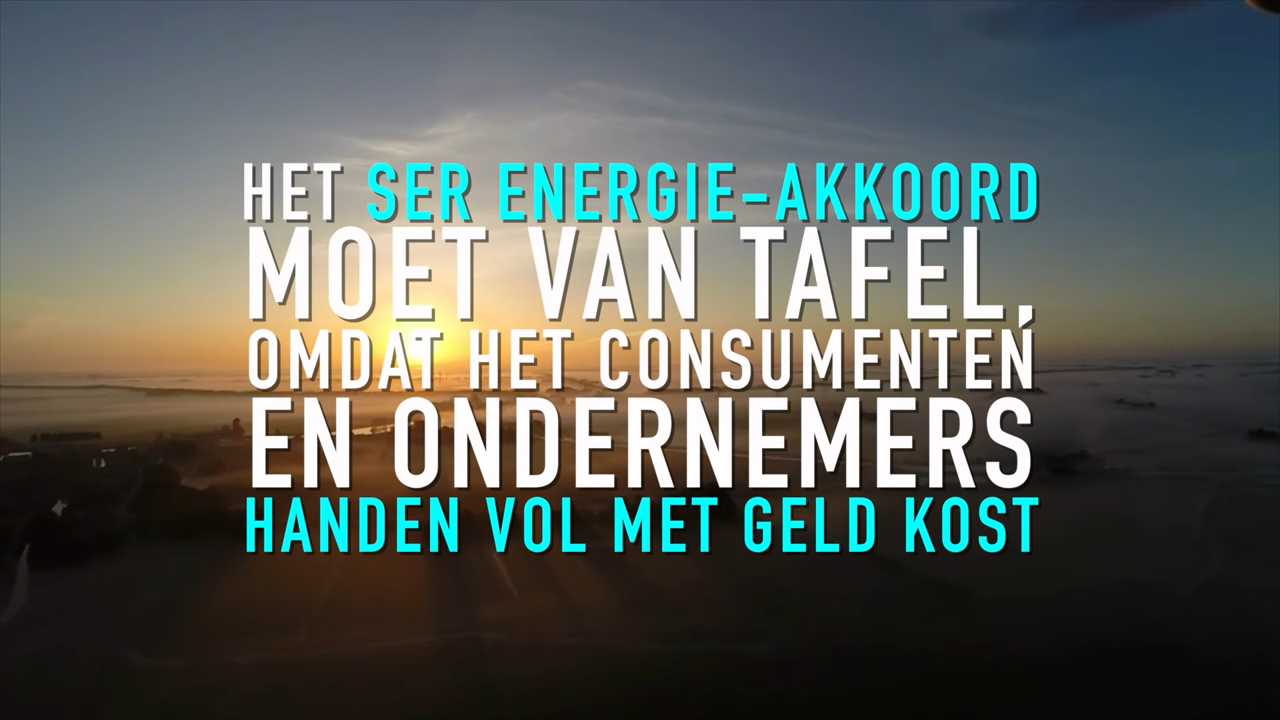 HET SER ENERGIE-AKKOORD
MOET VAN TAFEL,
OMDAT HET CONSUMENTEN
EN ONDERNEMERS
HANDEN VOL MET GELD KOST